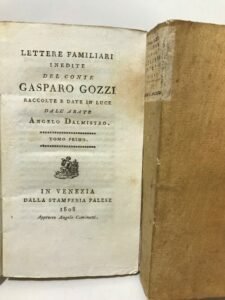 LETTERE FAMILIARI
INEDITE
DEL CONTE
GASPARO GOZZI
RACCOLTE E DATE IN LUCE
DALL'ABATE
ANGELO DALMISTRO.
TOMO PRIMO.
IN VENEZIA
DALLA STAMPERIA PALESE
1808
Appresso Angelo Cominotti.